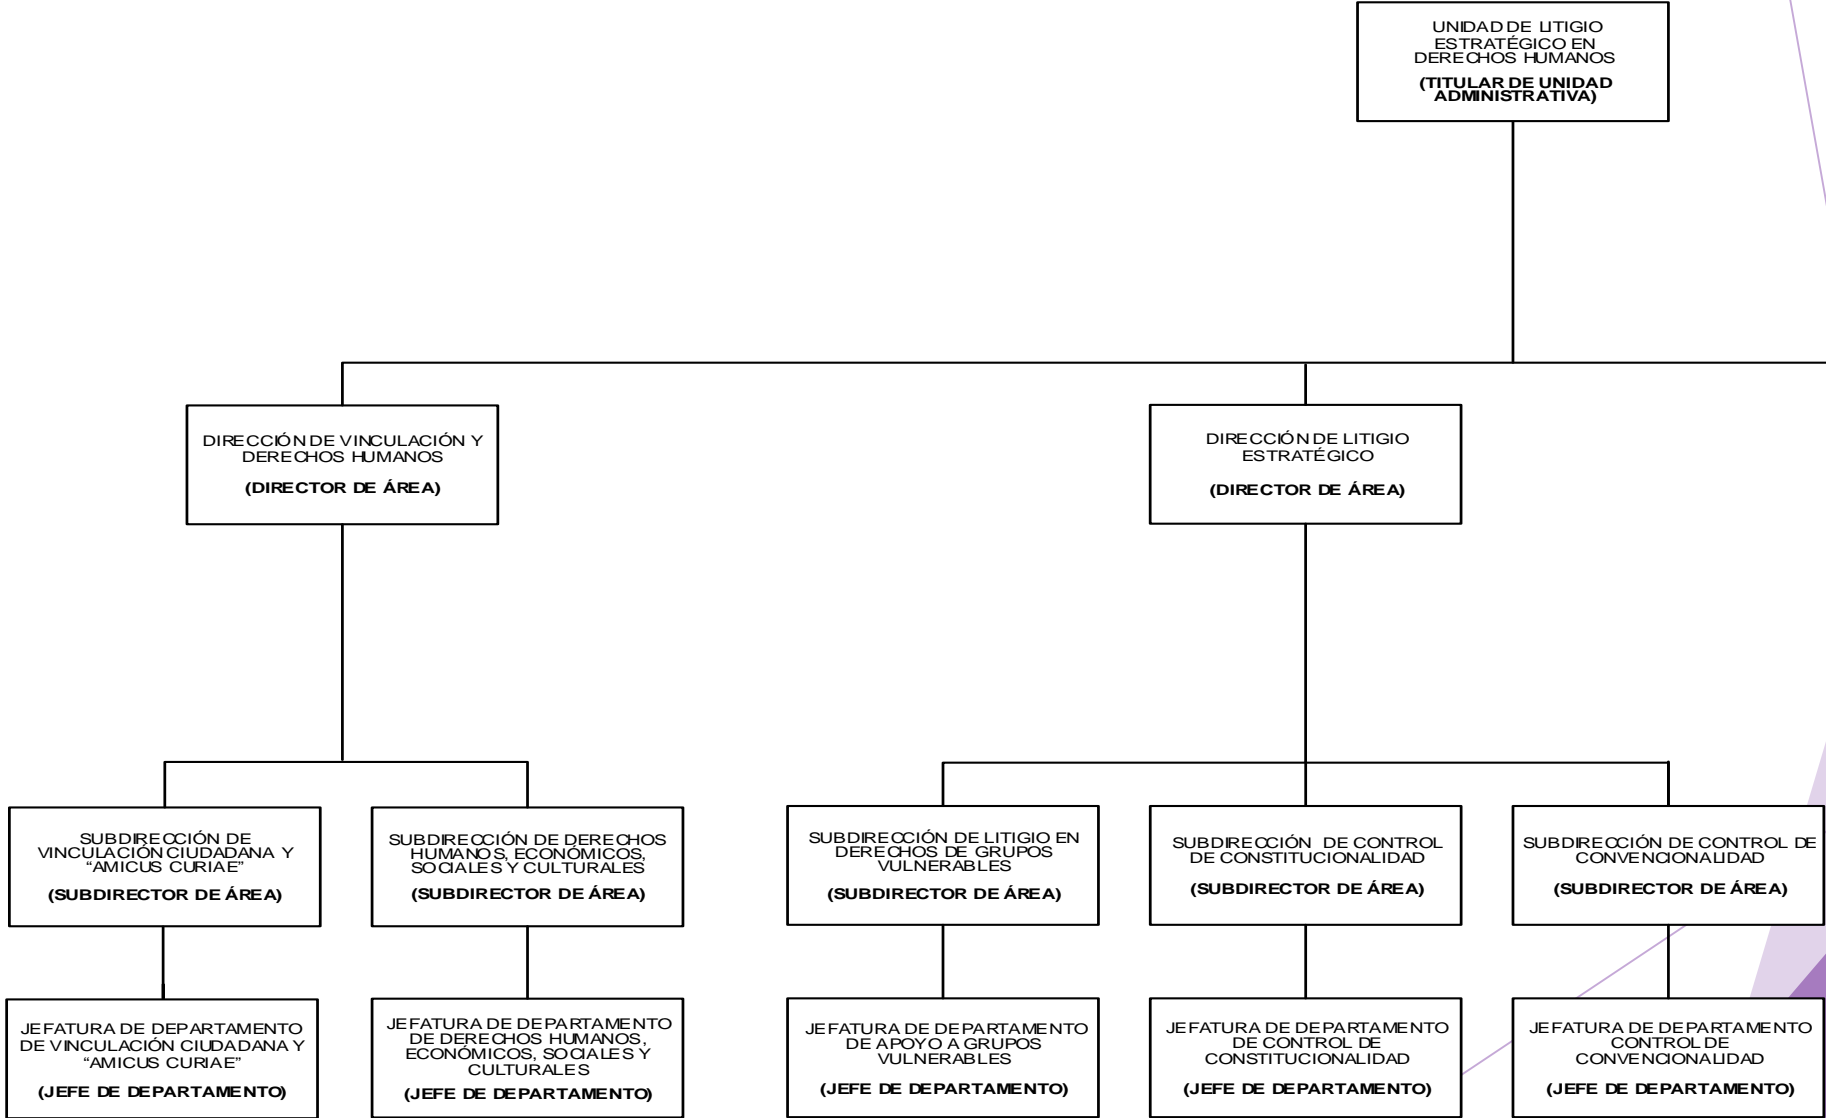 UNIDAD DE LITIGIO
ESTRATÉGICO EN
DERECHOS HUMANOS
(TITULAR DE UNIDAD
ADMINISTRATIVA)
DIRECCIÓN DE VINCULACIÓN Y
DERECHOS HUMANOS
(DIRECTOR DE ÁREA)
DIRECCIÓN DE LITIGIO
ESTRATÉGICO
(DIRECTOR DE ÁREA)
SUBDIRECCIÓN DE
VINCULACIÓN CIUDADANA Y
“AMICUS CURIAE”
(SUBDIRECTOR DE ÁREA)
SUBDIRECCIÓN DE DERECHOS
HUMANOS, ECONÓMICOS,
SOCIALES Y CULTURALES
(SUBDIRECTOR DE ÁREA)
SUBDIRECCIÓN DE LITIGIO EN
DERECHOS DE GRUPOS
VULNERABLES
(SUBDIRECTOR DE ÁREA)
SUBDIRECCIÓN DE CONTROL
DE CONSTITUCIONALIDAD
(SUBDIRECTOR DE ÁREA)
SUBDIRECCIÓN DE CONTROL DE
CONVENCIONALIDAD
(SUBDIRECTOR DE ÁREA)
JEFATURA DE DEPARTAMENTO
DE VINCULACIÓN CIUDADANA Y
“AMICUS CURIAE”
(JEFE DE DEPARTAMENTO)
JEFATURA DE DEPARTAMENTO
DE DERECHOS HUMANOS,
ECONÓMICOS, SOCIALES Y
CULTURALES
(JEFE DE DEPARTAMENTO)
JEFATURA DE DEPARTAMENTO
DE APOYO A GRUPOS
VULNERABLES
(JEFE DE DEPARTAMENTO)
JEFATURA DE DEPARTAMENTO
DE CONTROL DE
CONSTITUCIONALIDAD
(JEFE DE DEPARTAMENTO)
JEFATURA DE DEPARTAMENTO
CONTROL DE
CONVENCIONALIDAD
(JEFE DE DEPARTAMENTO)